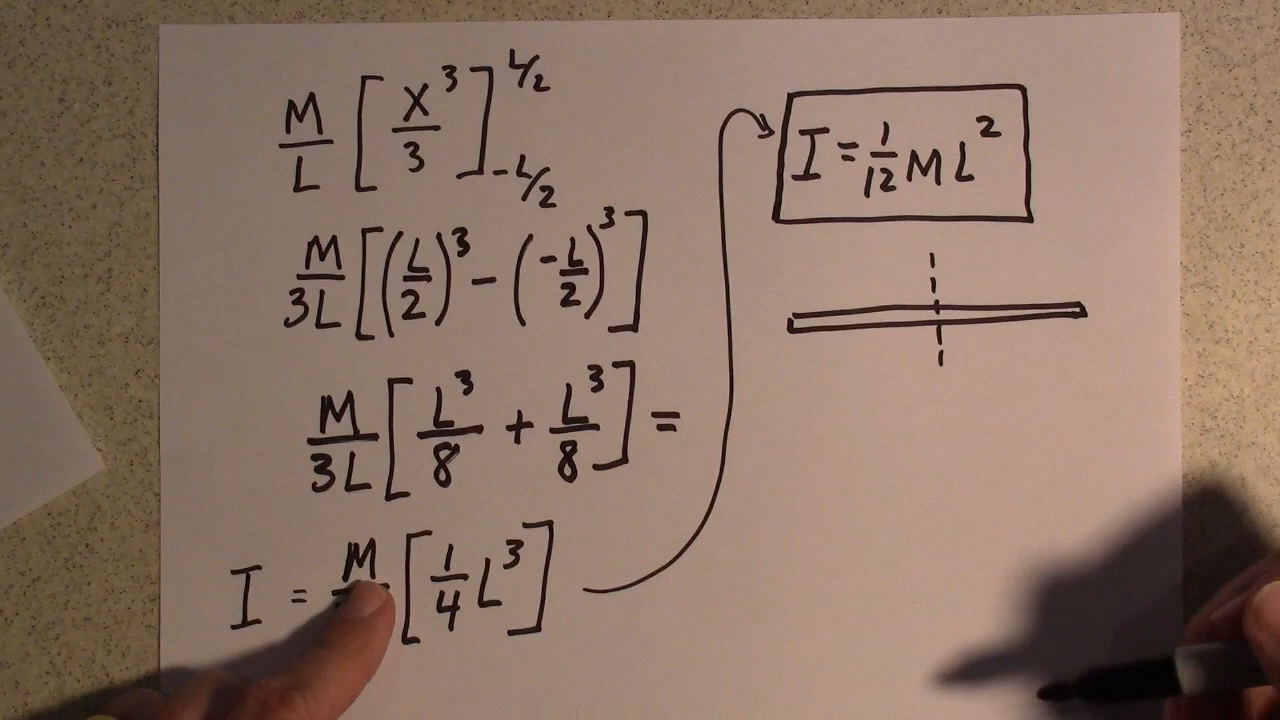 M/L [X³/3]^{L/2}_{-L/2}
M/3L [(L/2)³ - (-L/2)³]
M/3L [L³/8 + L³/8] =
I = M [1/4 L³]
I = 1/12 M L²